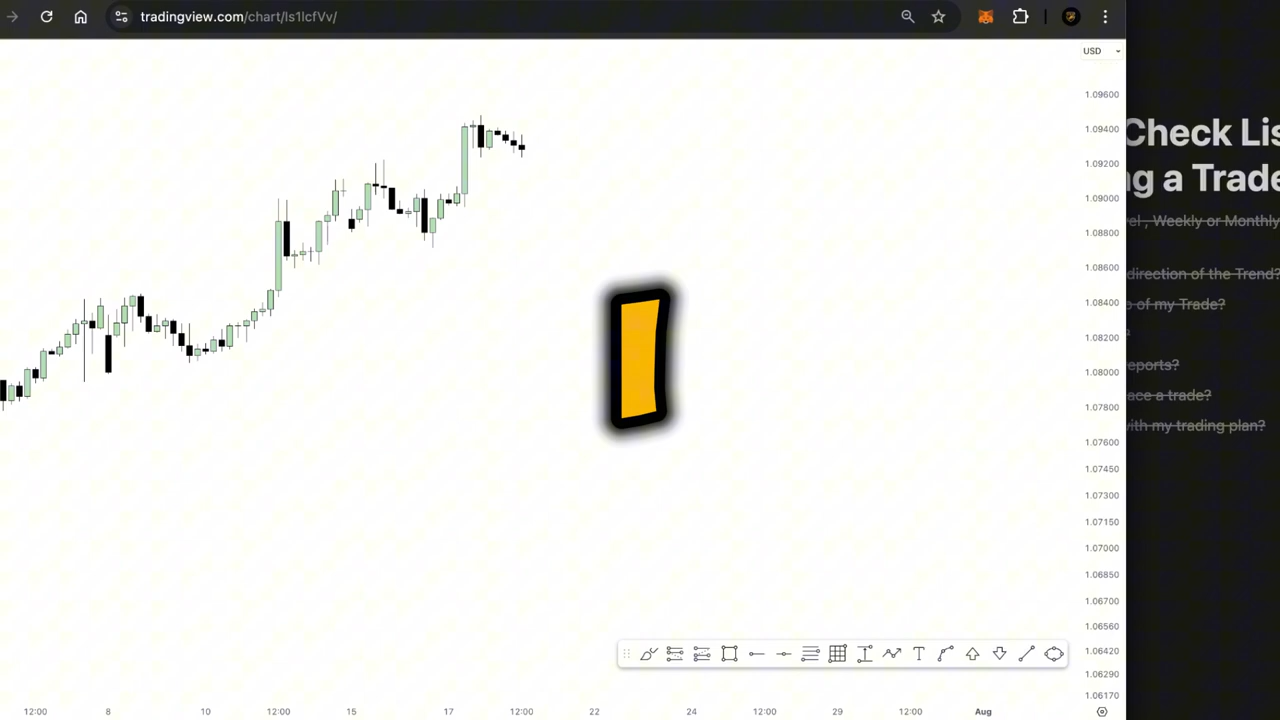 tradingview.com/chart/Is1lcfVv/
USD
1.09600
1.09400
1.09200
1.09000
1.08800
1.08600
1.08400
1.08200
1.08000
1.07800
1.07600
1.07450
1.07300
1.07150
1.07000
1.06850
1.06700
1.06560
1.06420
1.06290
1.06170
12:00 8 10 12:00 15 17 12:00 22 24 12:00 29 12:00 Aug
I
T
Check Lis
g a Trade
, Weekly or Monthly
direction of the Trend?
of my Trade?
?
eports?
ace a trade?
ith my trading plan?